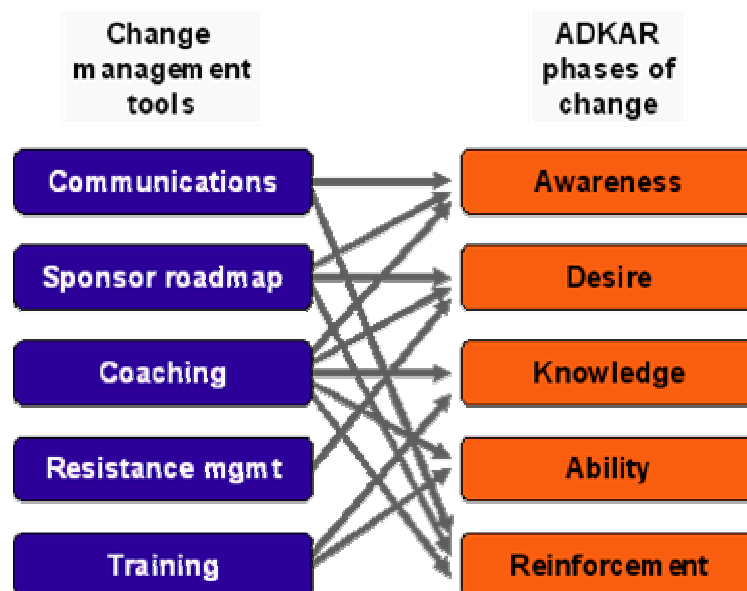 Change
management
tools
ADKAR
phases of
change
Communications
Awareness
Sponsor roadmap
Desire
Coaching
Knowledge
Resistance mgmt
Ability
Training
Reinforcement